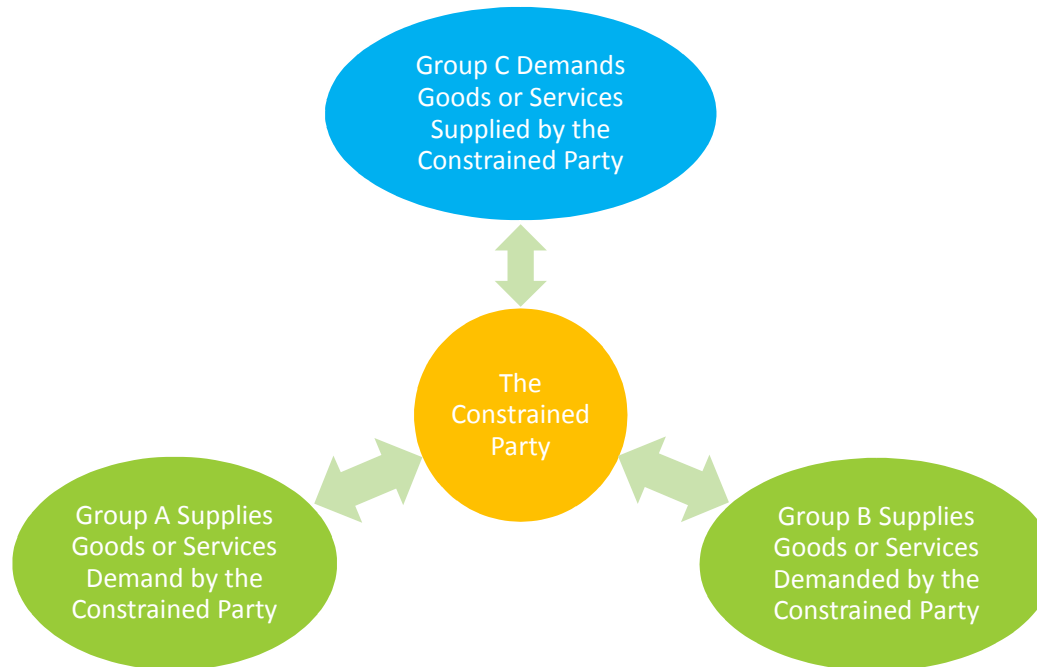 Group C Demands
Goods or Services
Supplied by the
Constrained Party
The
Constrained
Party
Group A Supplies
Goods or Services
Demand by the
Constrained Party
Group B Supplies
Goods or Services
Demanded by the
Constrained Party